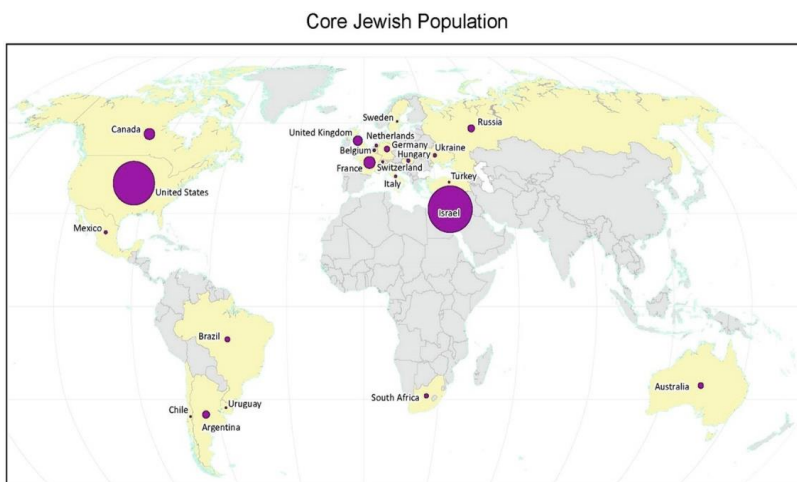 Core Jewish Population
Sweden
Russia
Canada
United Kingdom
Netherlands
Germany
Ukraine
Belgium
Hungary
France
Switzerland
Turkey
Italy
United States
Israel
Mexico
Brazil
Australia
South Africa
Chile
Uruguay
Argentina